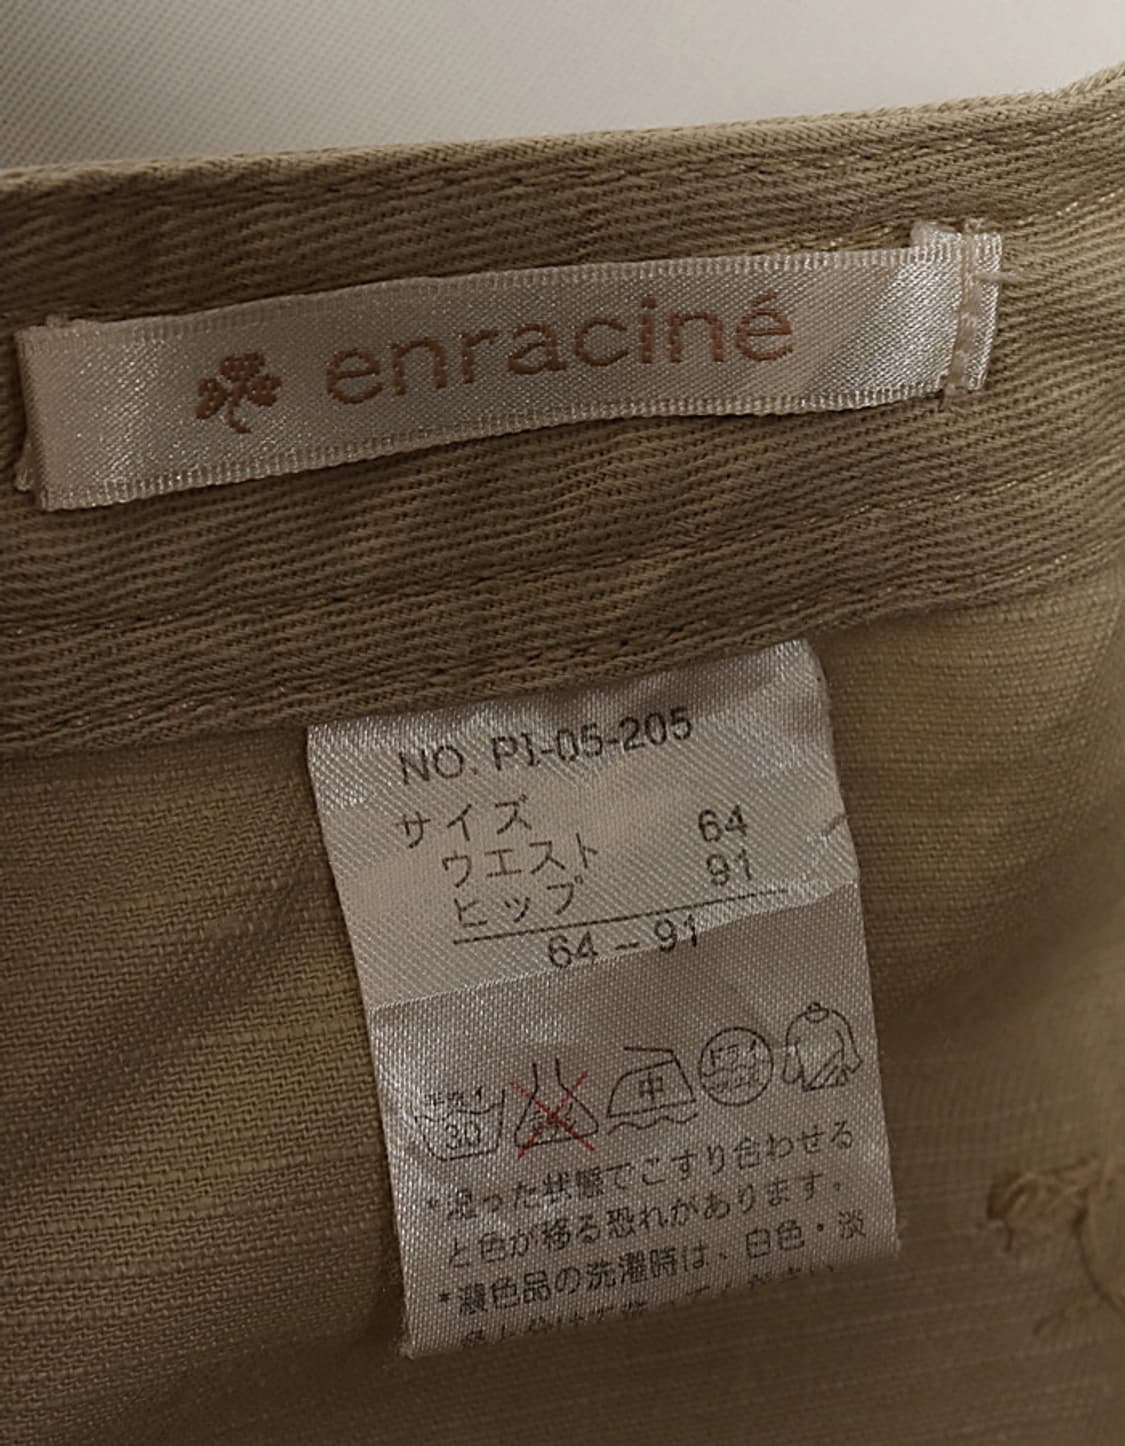 enraciné
NO. PI-05-205
サイズ
ウエスト 64
ヒップ 91
64-91
30
中
*湿った状態でこすり合わせる
と色が移る恐れがあります。
*濃色品の洗濯時は、白色・淡